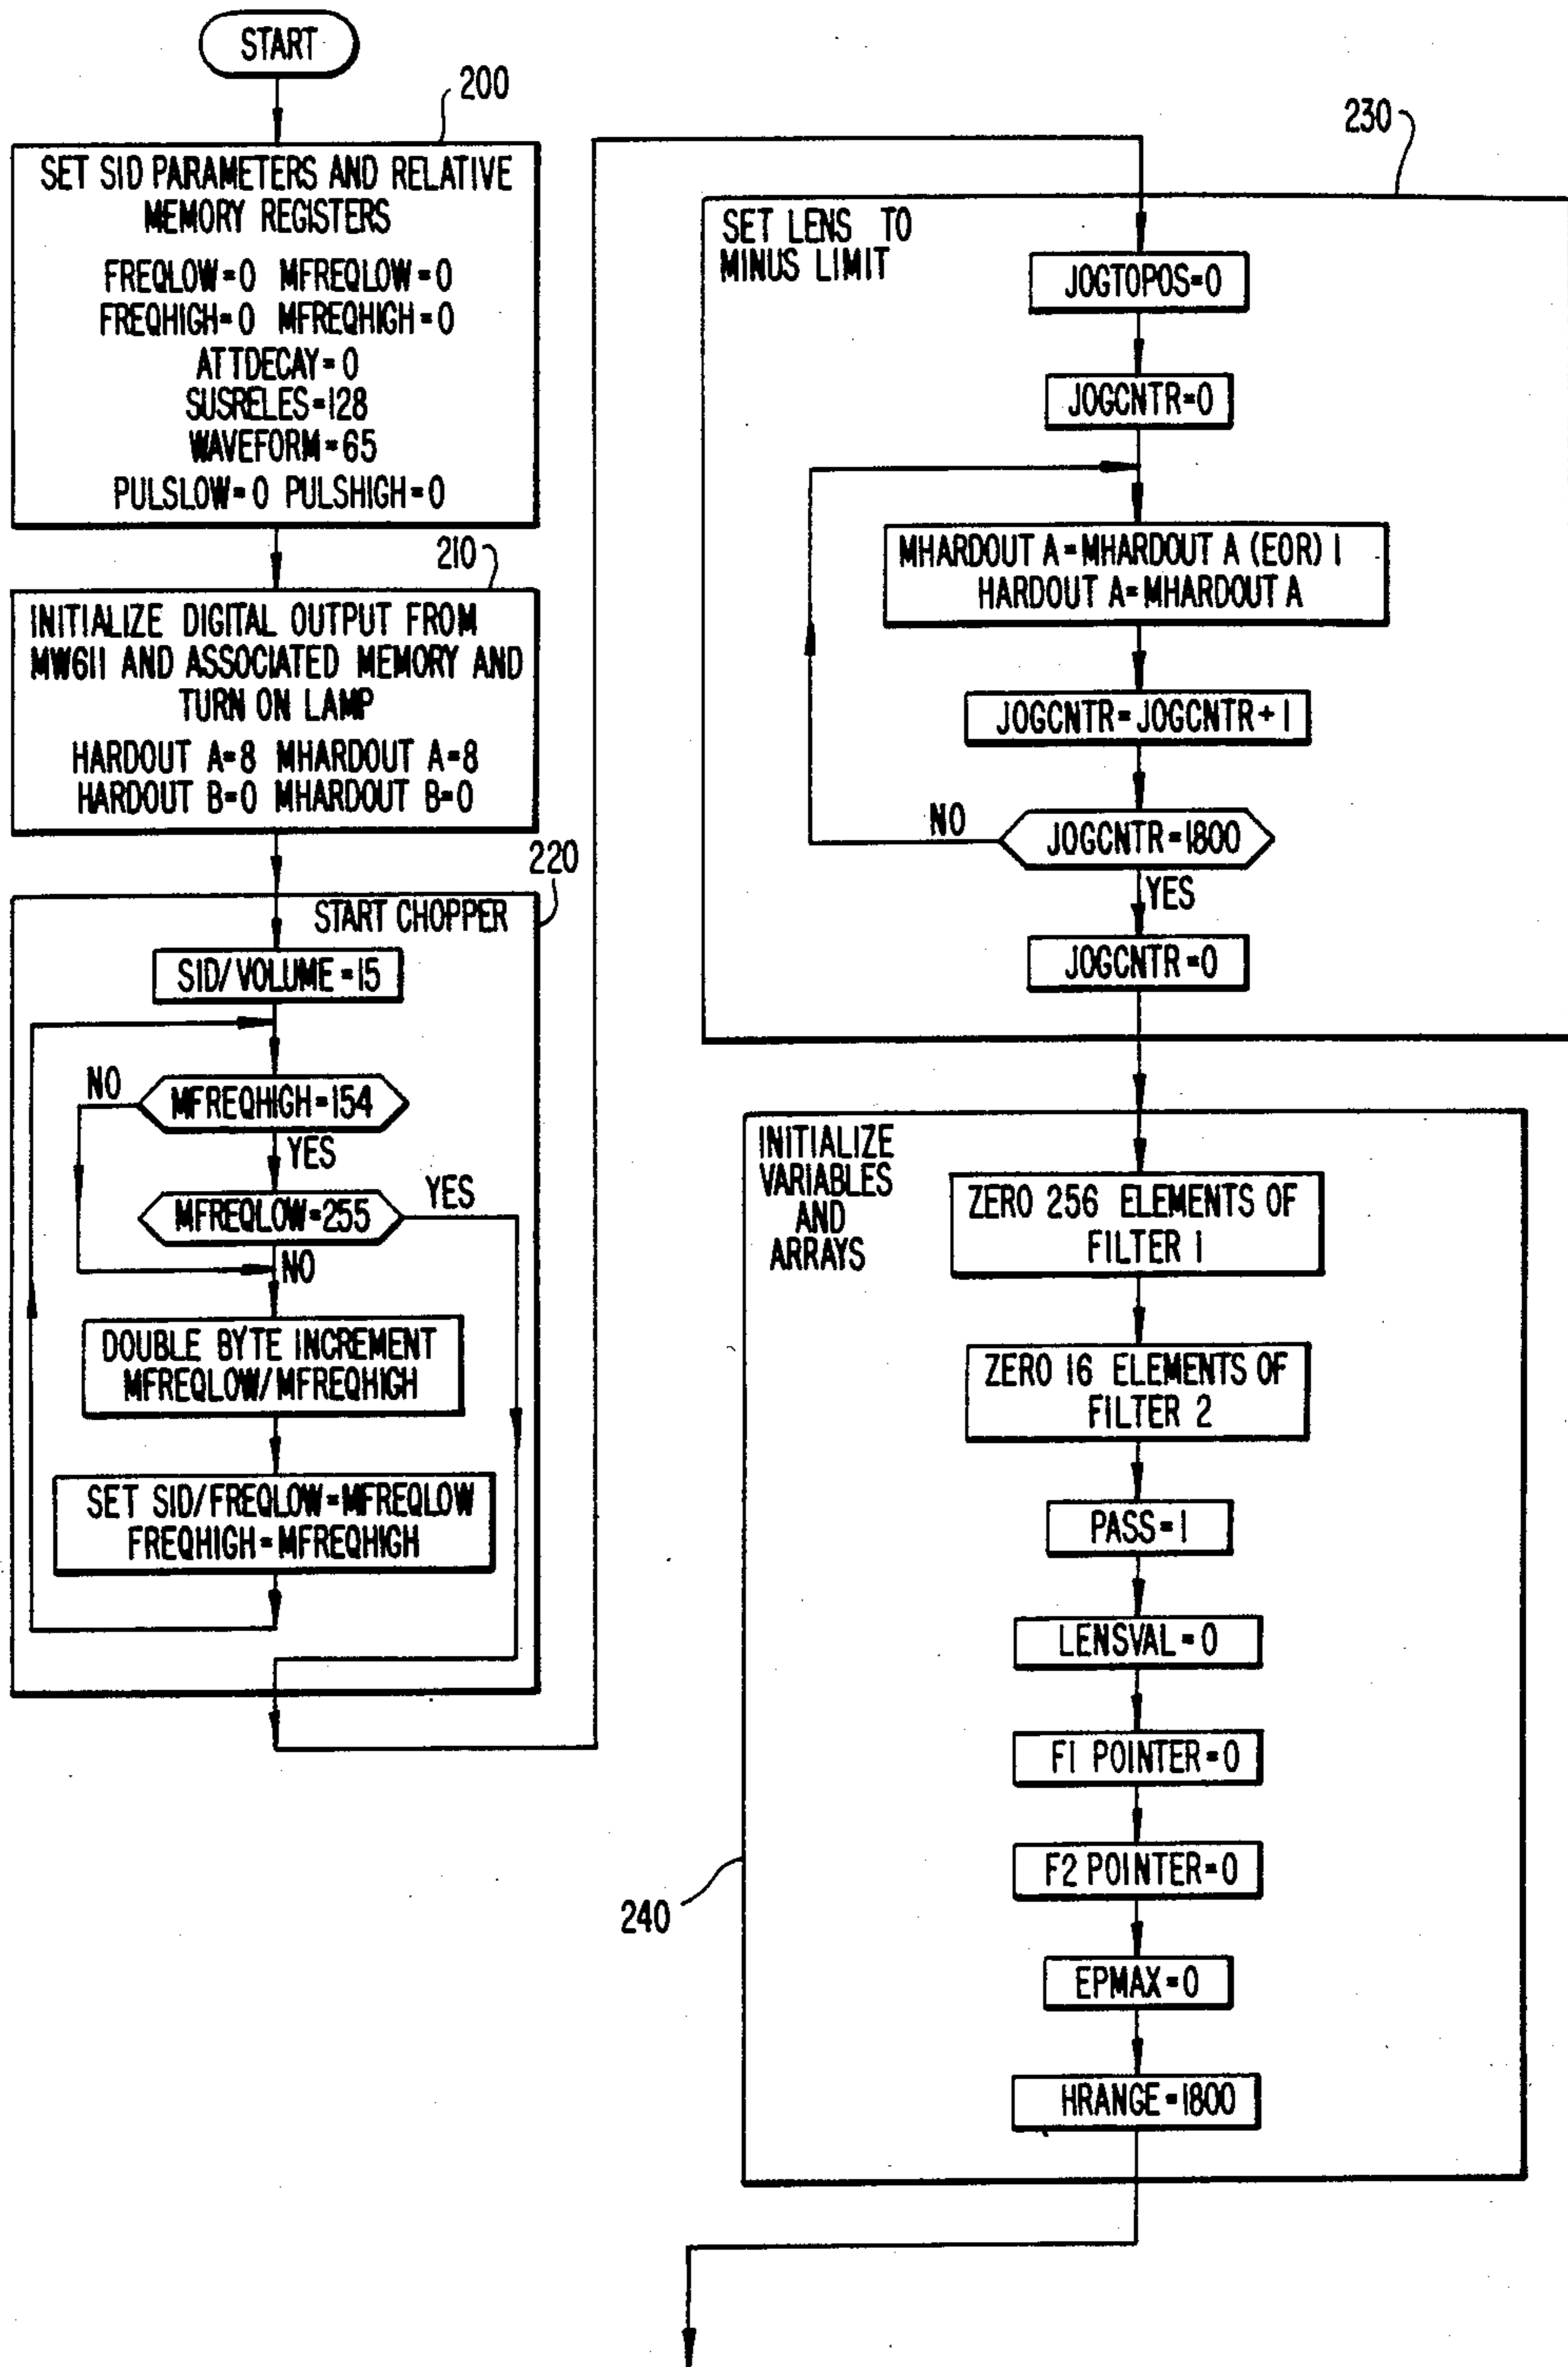 START
200
SET SID PARAMETERS AND RELATIVE
MEMORY REGISTERS
FREQLOW=0 MFREQLOW=0
FREQHIGH=0 MFREQHIGH=0
ATTDECAY=0
SUSRELES=128
WAVEFORM=65
PULSLOW=0 PULSHIGH=0
210
INITIALIZE DIGITAL OUTPUT FROM
MW611 AND ASSOCIATED MEMORY AND
TURN ON LAMP
HARDOUT A=8 MHARDOUT A=8
HARDOUT B=0 MHARDOUT B=0
220
START CHOPPER
SID/VOLUME=15
NO
MFREQHIGH=154
YES
MFREQLOW=255
YES
NO
DOUBLE BYTE INCREMENT
MFREQLOW/MFREQHIGH
SET SID/FREQLOW=MFREQLOW
FREQHIGH=MFREQHIGH
230
SET LENS TO
MINUS LIMIT
JOGTOPOS=0
JOGCNTR=0
MHARDOUT A=MHARDOUT A (EOR) 1
HARDOUT A=MHARDOUT A
JOGCNTR=JOGCNTR+1
NO
JOGCNTR=1800
YES
JOGCNTR=0
INITIALIZE
VARIABLES
AND
ARRAYS
ZERO 256 ELEMENTS OF
FILTER 1
ZERO 16 ELEMENTS OF
FILTER 2
PASS=1
LENSVAL=0
F1 POINTER=0
F2 POINTER=0
240
EPMAX=0
HRANGE=1800